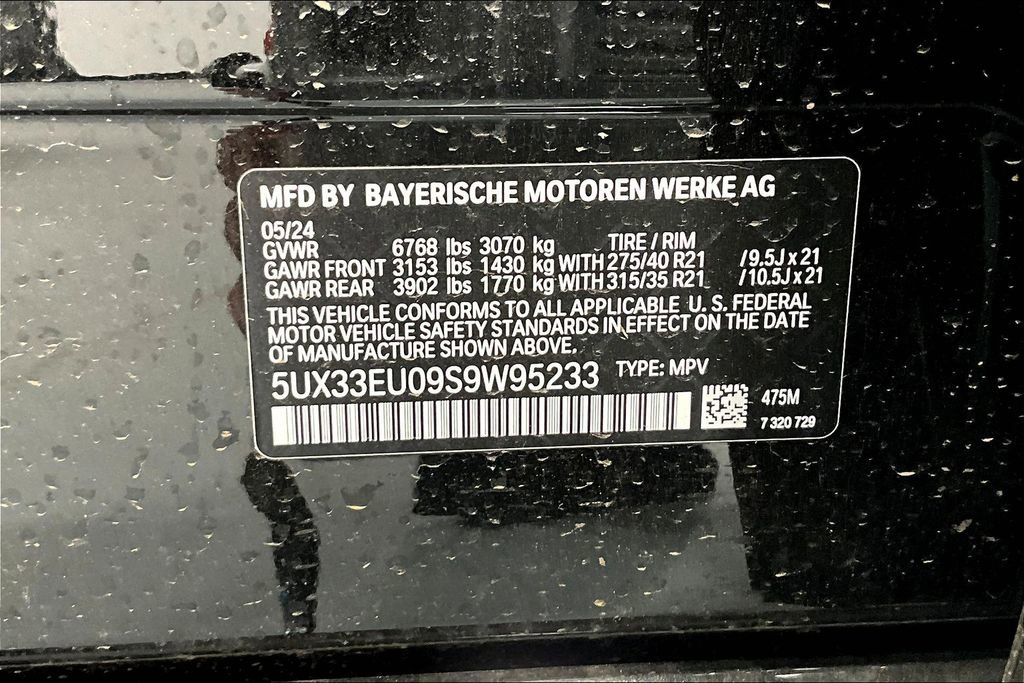 MFD BY BAYERISCHE MOTOREN WERKE AG
05/24
GVWR 6768 lbs 3070 kg TIRE / RIM
GAWR FRONT 3153 lbs 1430 kg WITH 275/40 R21 / 9.5J x 21
GAWR REAR 3902 lbs 1770 kg WITH 315/35 R21 / 10.5J x 21
THIS VEHICLE CONFORMS TO ALL APPLICABLE U. S. FEDERAL
MOTOR VEHICLE SAFETY STANDARDS IN EFFECT ON THE DATE
OF MANUFACTURE SHOWN ABOVE.
5UX33EU09S9W95233 TYPE: MPV
475M
7 320 729